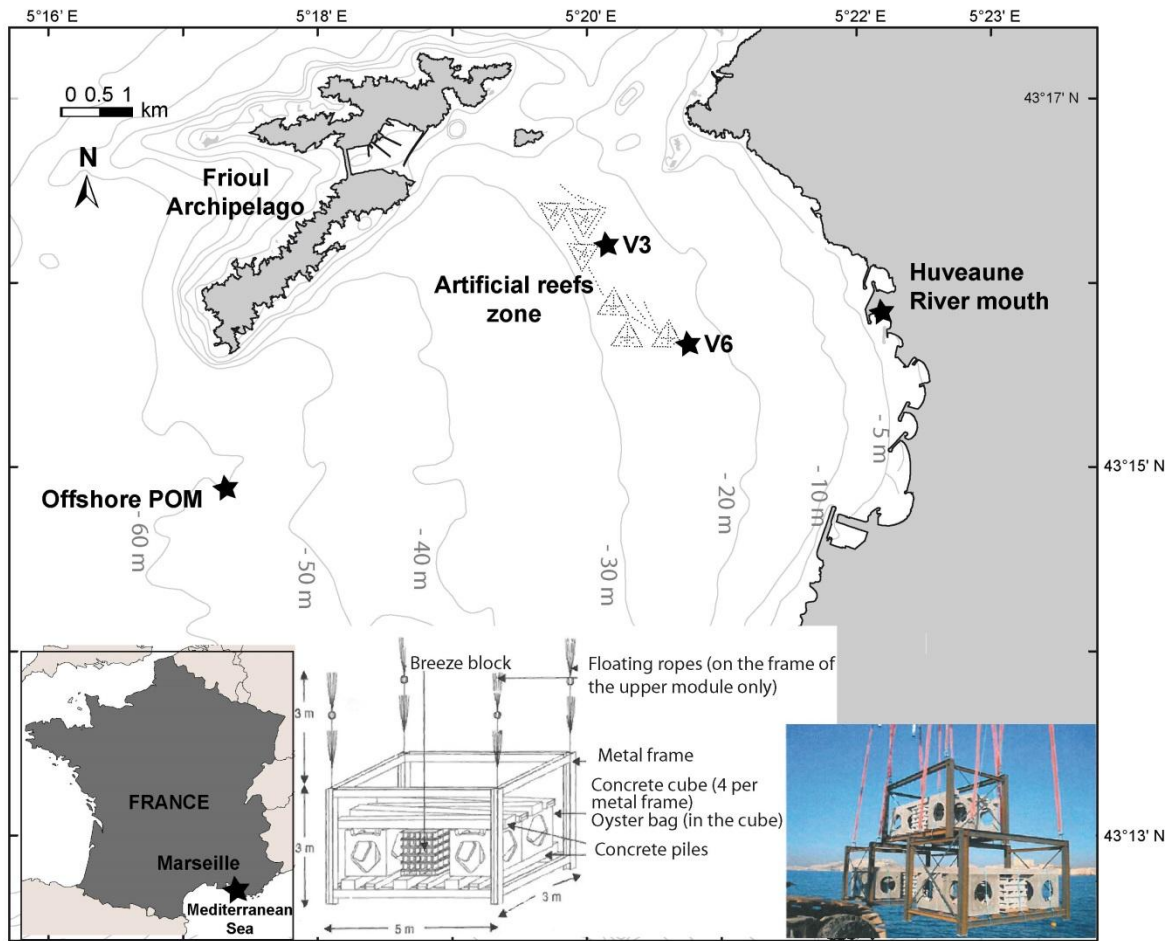 5°16' E
5°18' E
5°20' E
5°22' E
5°23' E
0 0.5 1
km
43°17' N
N
Frioul
Archipelago
V3
Artificial reefs
zone
Huveaune
River mouth
V6
- 5 m
43°15' N
Offshore POM
- 60 m
- 50 m
- 40 m
- 30 m
- 20 m
- 10 m
Breeze block
Floating ropes (on the frame of
the upper module only)
3 m
Metal frame
FRANCE
Concrete cube (4 per
metal frame)
Oyster bag (in the cube)
3 m
Concrete piles
43°13' N
Marseille
3 m
Mediterranean
Sea
5 m